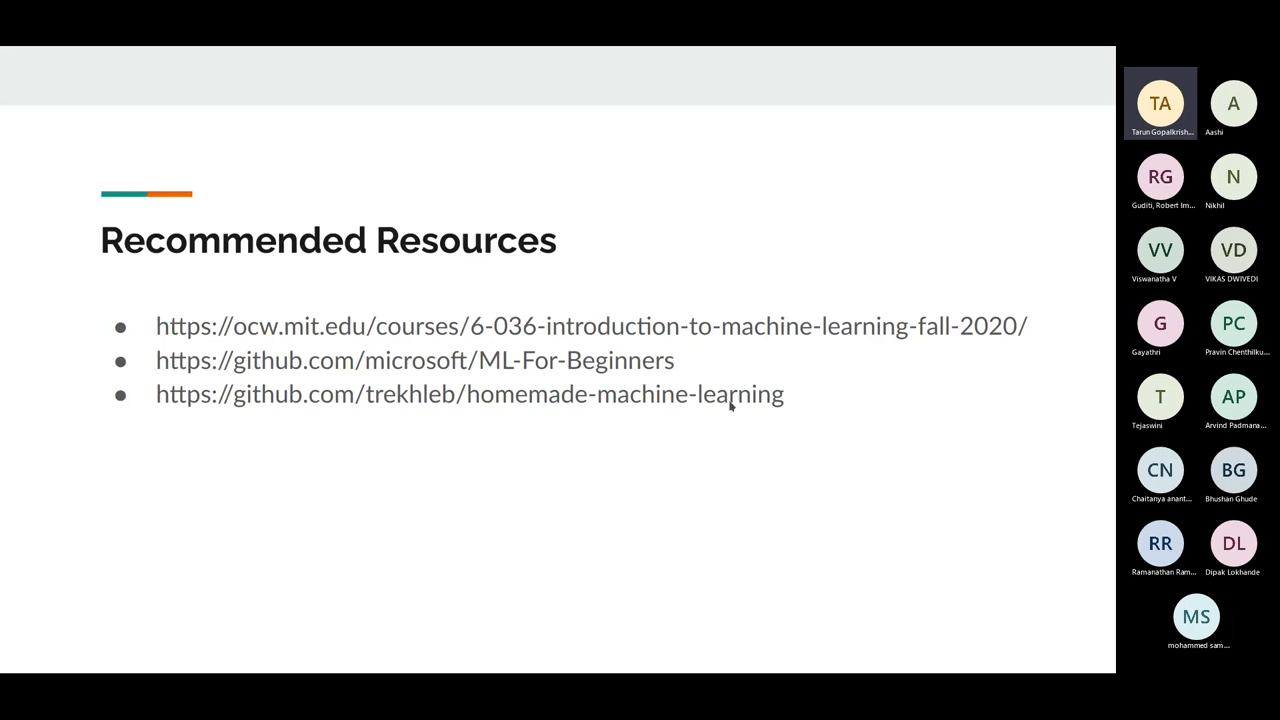 Recommended Resources
● https://ocw.mit.edu/courses/6-036-introduction-to-machine-learning-fall-2020/
● https://github.com/microsoft/ML-For-Beginners
● https://github.com/trekhleb/homemade-machine-learning
TA
Tarun Gopalkrish...
A
Aashi
RG
Guditi, Robert Im...
N
Nikhil
VV
Viswanatha V
VD
VIKAS DWIVEDI
G
Gayathri
PC
Pravin Chenthilku...
T
Tejaswini
AP
Arvind Padmana...
CN
Chaitanya anant...
BG
Bhushan Ghude
RR
Ramanathan Ram...
DL
Dipak Lokhande
MS
mohammed sam...